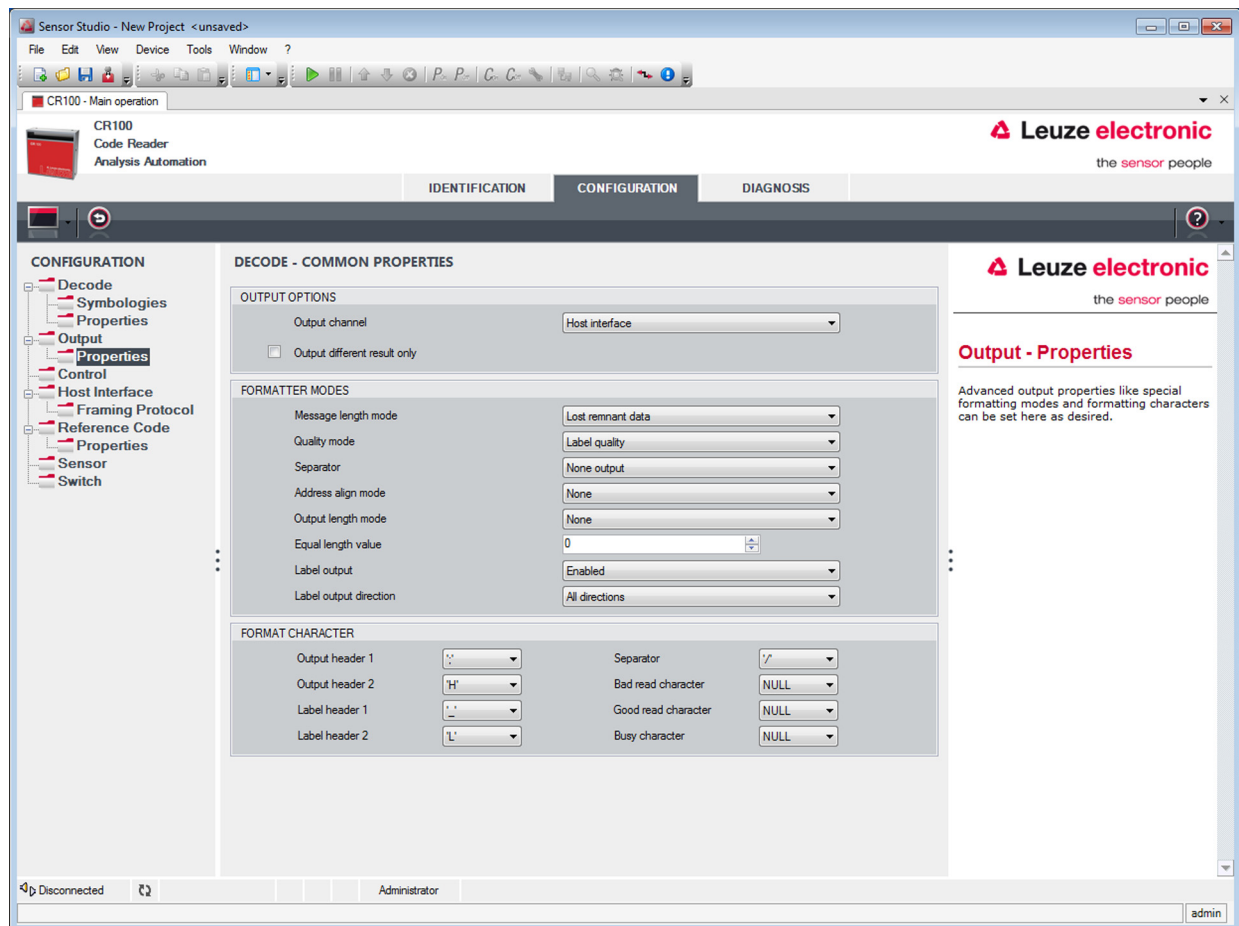 Sensor Studio - New Project <unsaved>
File Edit View Device Tools Window ?
CR100 - Main operation
CR100
Code Reader
Analysis Automation
Leuze electronic
the sensor people
IDENTIFICATION CONFIGURATION DIAGNOSIS
CONFIGURATION
Decode
Symbologies
Properties
Output
Properties
Control
Host Interface
Framing Protocol
Reference Code
Properties
Sensor
Switch
DECODE - COMMON PROPERTIES
OUTPUT OPTIONS
Output channel Host interface
Output different result only
FORMATTER MODES
Message length mode Lost remnant data
Quality mode Label quality
Separator None output
Address align mode None
Output length mode None
Equal length value 0
Label output Enabled
Label output direction All directions
FORMAT CHARACTER
Output header 1 Separator '/'
Output header 2 'H' Bad read character NULL
Label header 1 '_' Good read character NULL
Label header 2 'L' Busy character NULL
Leuze electronic
the sensor people
Output - Properties
Advanced output properties like special
formatting modes and formatting characters
can be set here as desired.
Disconnected Administrator
admin